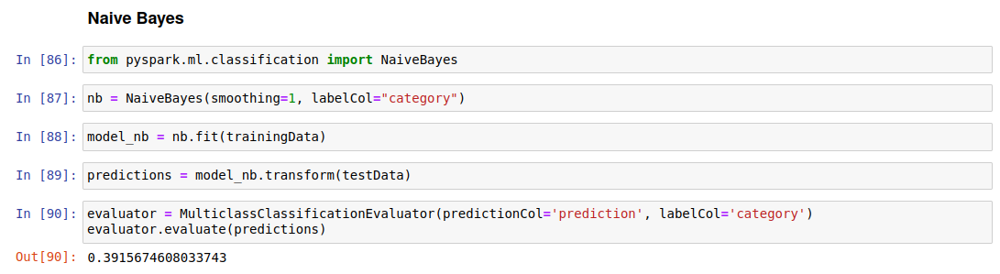 Naive Bayes
In [86]: from pyspark.ml.classification import NaiveBayes
In [87]: nb = NaiveBayes(smoothing=1, labelCol="category")
In [88]: model_nb = nb.fit(trainingData)
In [89]: predictions = model_nb.transform(testData)
In [90]: evaluator = MulticlassClassificationEvaluator(predictionCol='prediction', labelCol='category')
evaluator.evaluate(predictions)
Out[90]: 0.3915674608033743